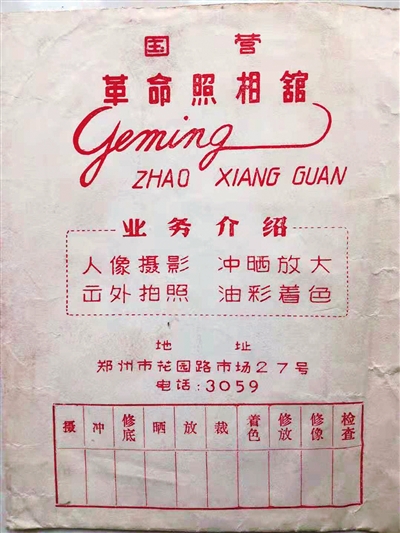 国 营
革命照相馆
Geming
ZHAO XIANG GUAN
业务介绍
人像摄影 冲晒放大
出外拍照 油彩着色
地 址
郑州市花园路市场27号
电话:3059
摄 冲 修底 晒 放 裁 着色 修放 修像 检查